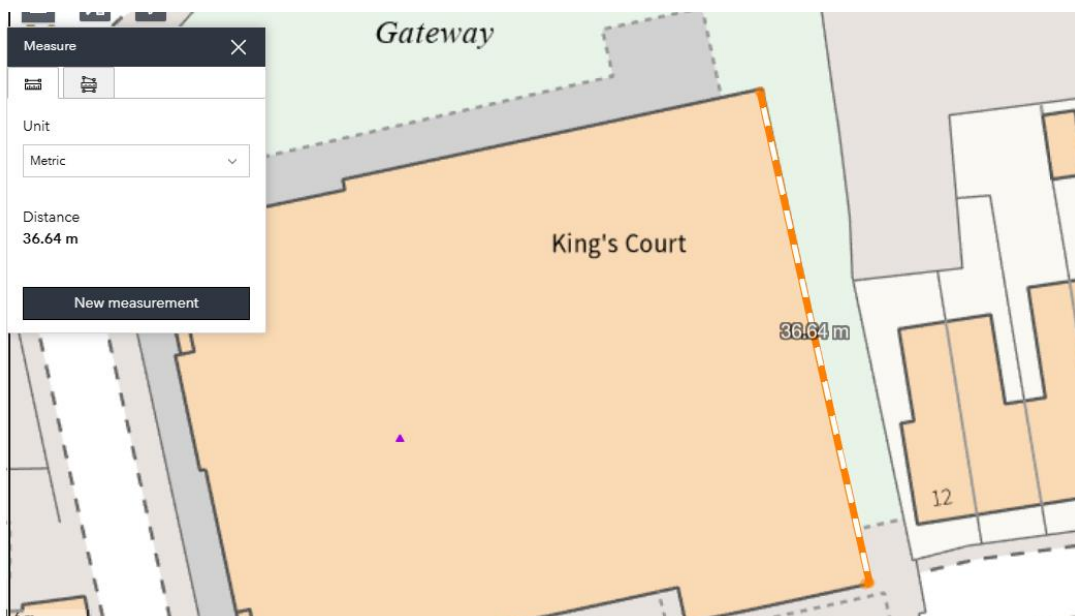 Gateway
Measure
Unit
Metric
Distance
36.64 m
New measurement
King's Court
36.64 m
12